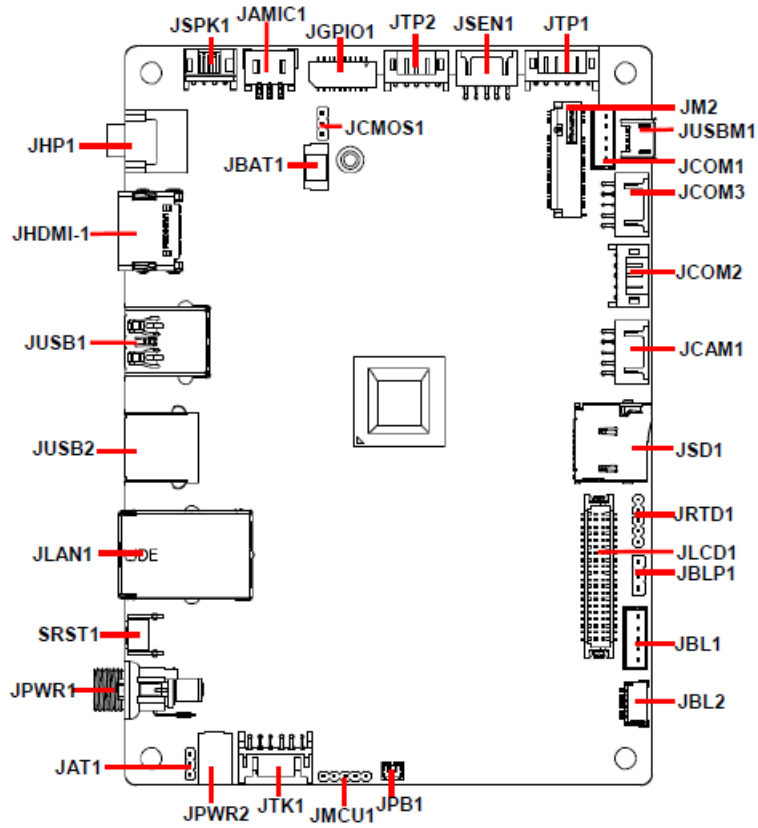 JSPK1
JAMIC1
JGPIO1
JTP2
JSEN1
JTP1
JM2
JUSBM1
JCMOS1
JHP1
JBAT1
JCOM1
JCOM3
JHDMI-1
JCOM2
JUSB1
JCAM1
JUSB2
JSD1
JRTD1
JLAN1
JLCD1
JBLP1
SRST1
JBL1
JPWR1
JBL2
JAT1
JPWR2
JTK1
JMCU1
JPB1